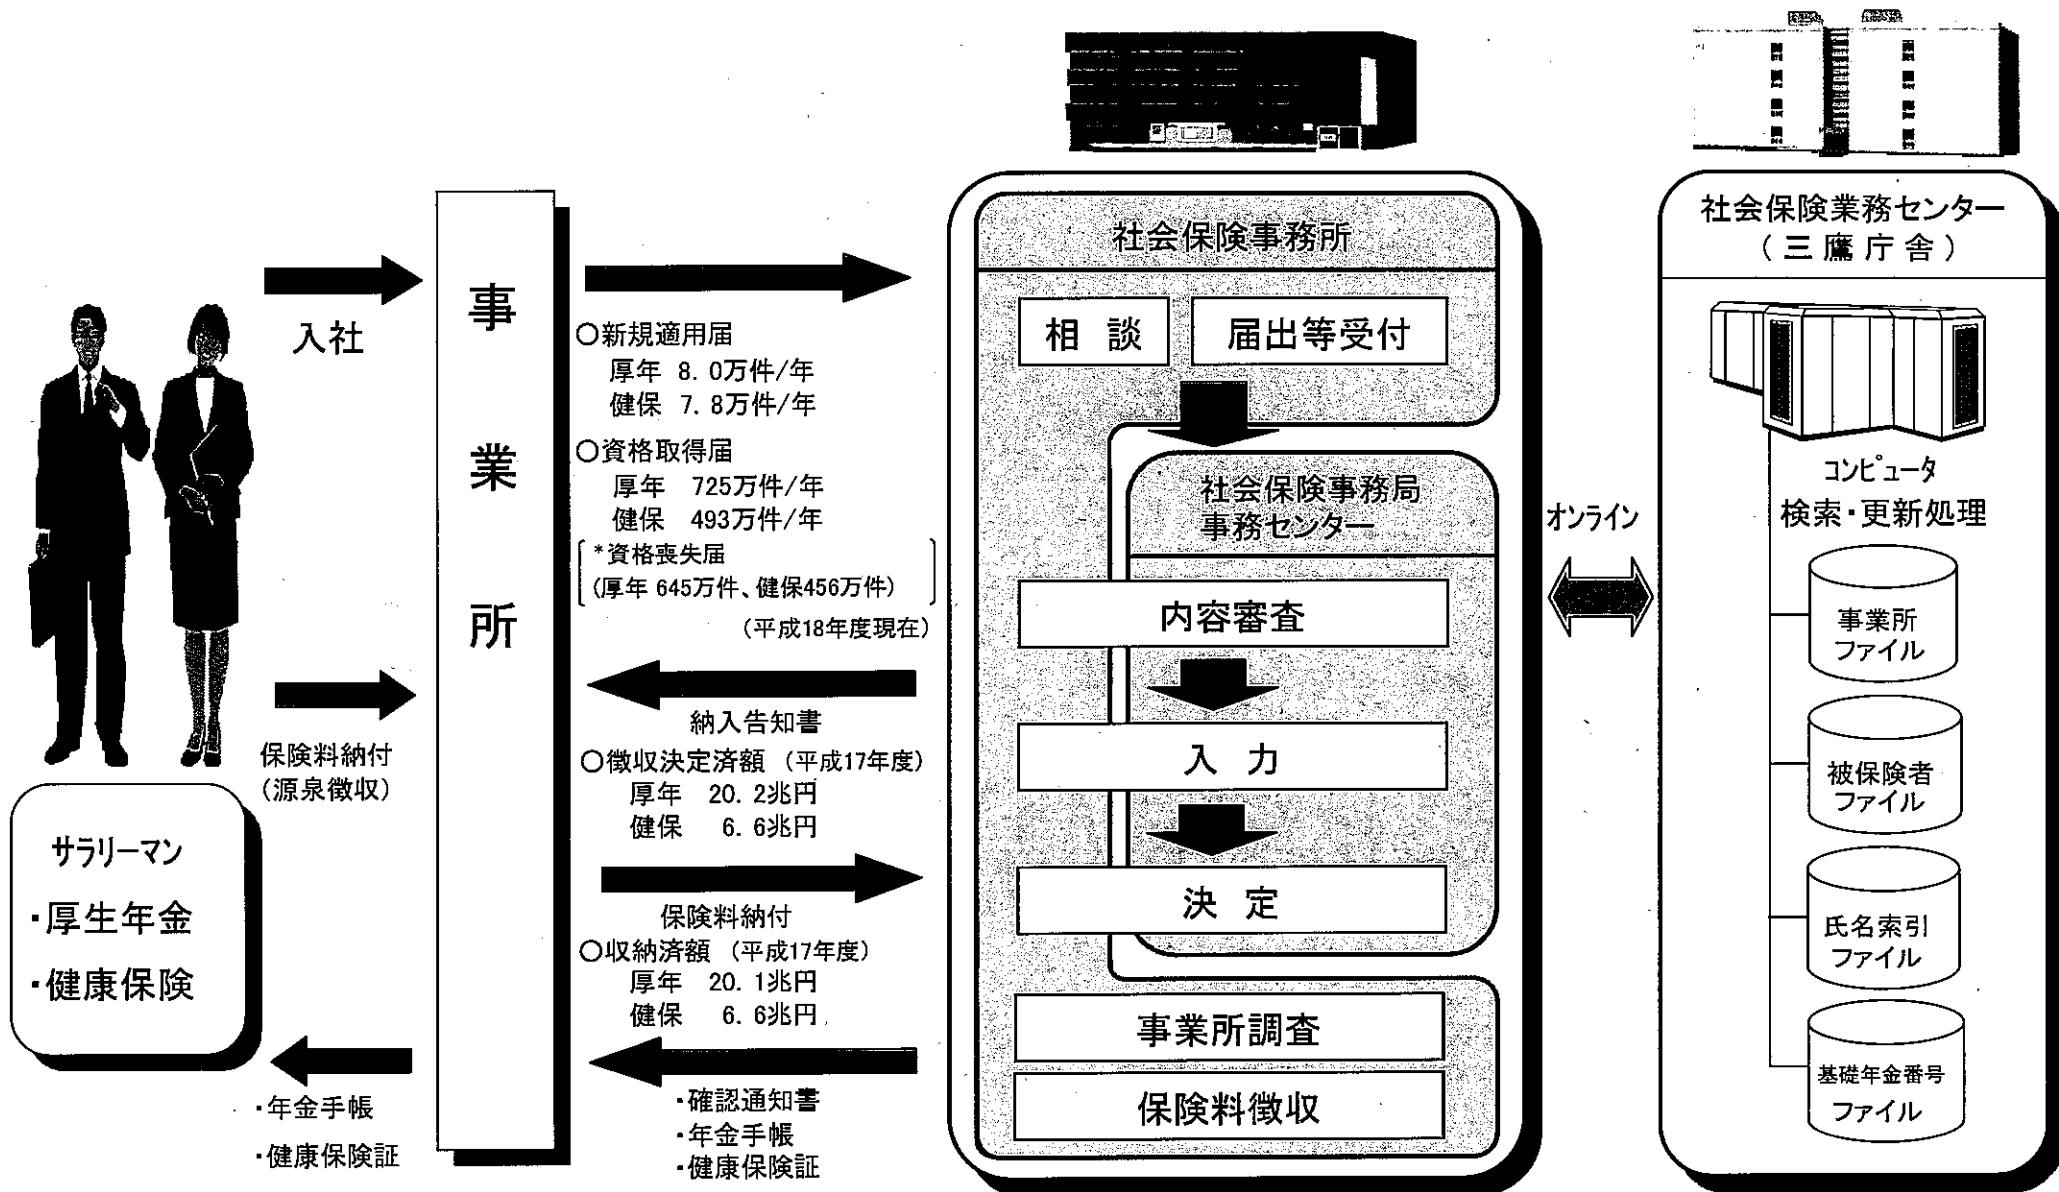 入社
保険料納付
(源泉徴収)
サラリーマン
・厚生年金
・健康保険
・年金手帳
・健康保険証
事業所
○新規適用届
厚年 8.0万件/年
健保 7.8万件/年
○資格取得届
厚年 725万件/年
健保 493万件/年
*資格喪失届
(厚年 645万件、健保456万件)
(平成18年度現在)
納入告知書
○徴収決定済額 (平成17年度)
厚年 20.2兆円
健保 6.6兆円
保険料納付
○収納済額 (平成17年度)
厚年 20.1兆円
健保 6.6兆円
・確認通知書
・年金手帳
・健康保険証
社会保険事務所
相談
届出等受付
社会保険事務局
事務センター
内容審査
入力
決定
事業所調査
保険料徴収
オンライン
社会保険業務センター
(三鷹庁舎)
コンピュータ
検索・更新処理
事業所
ファイル
被保険者
ファイル
氏名索引
ファイル
基礎年金番号
ファイル